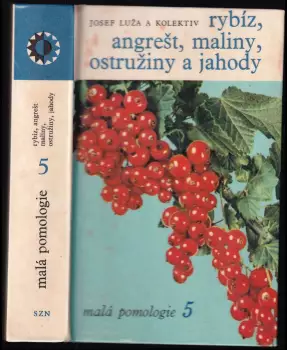 rybíz, angrešt
maliny,
ostružiny, jahody
5
malá pomologie
SZN
JOSEF LUŽA A KOLEKTIV rybíz,
angrešt, maliny,
ostružiny a jahody
malá pomologie 5